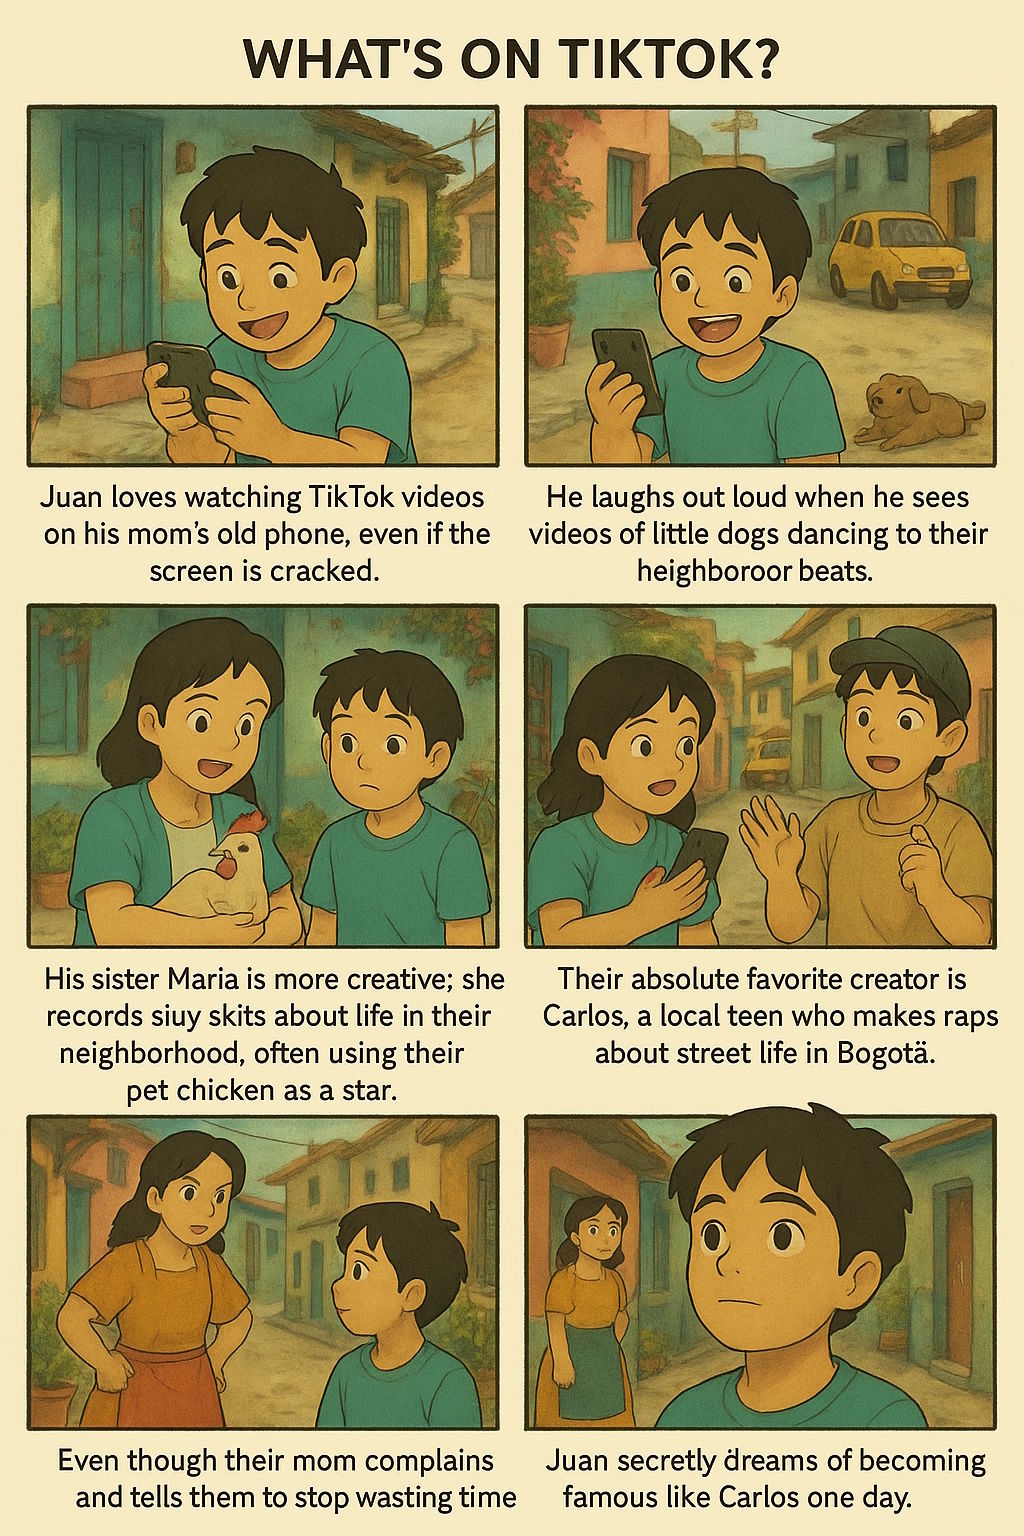 WHAT'S ON TIKTOK?
Juan loves watching TikTok videos
on his mom's old phone, even if the
screen is cracked.
He laughs out loud when he sees
videos of little dogs dancing to their
heighboroor beats.
His sister Maria is more creative; she
records siuy skits about life in their
neighborhood, often using their
pet chicken as a star.
Their absolute favorite creator is
Carlos, a local teen who makes raps
about street life in Bogotä.
Even though their mom complains
and tells them to stop wasting time
Juan secretly ḋreams of becoming
famous like Carlos one day.